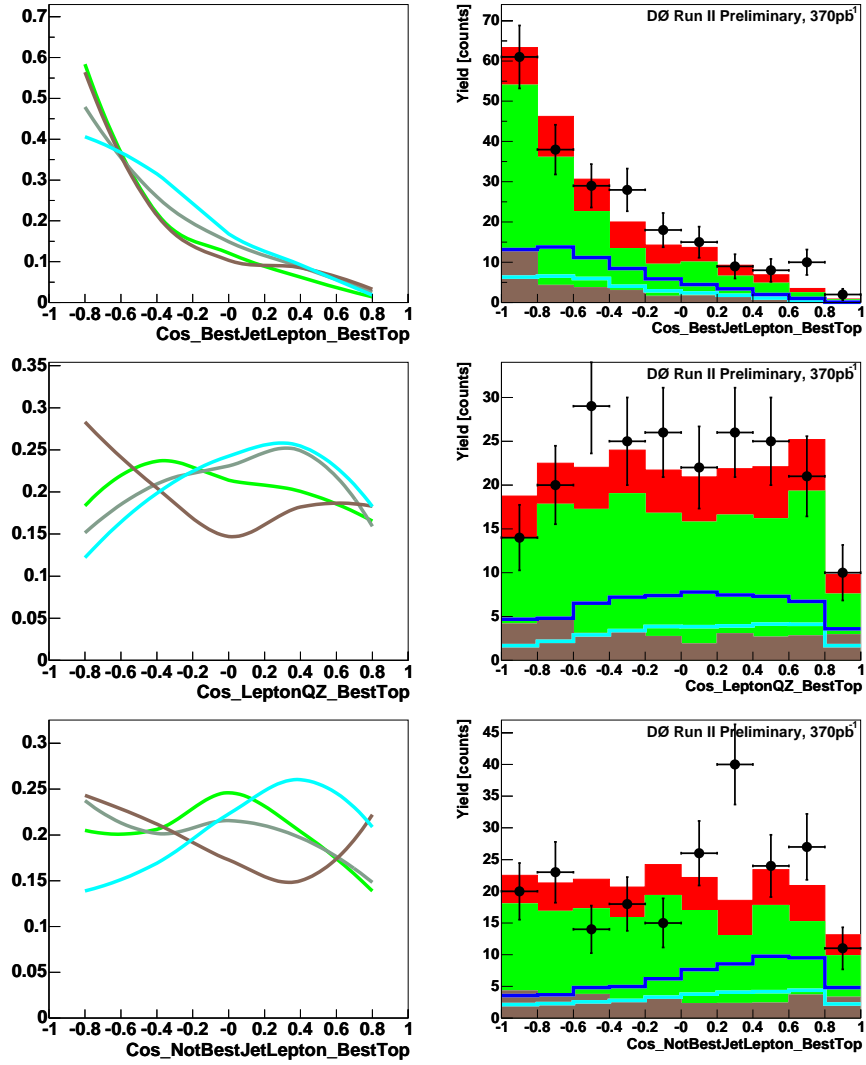 0.7
0.6
0.5
0.4
0.3
0.2
0.1
0
-1 -0.8 -0.6 -0.4 -0.2 -0 0.2 0.4 0.6 0.8 1
Cos_BestJetLepton_BestTop
DØ Run II Preliminary, 370pb-1
Yield [counts]
70
60
50
40
30
20
10
0
-1 -0.8 -0.6 -0.4 -0.2 -0 0.2 0.4 0.6 0.8 1
Cos_BestJetLepton_BestTop
0.35
0.3
0.25
0.2
0.15
0.1
0.05
0
-1 -0.8 -0.6 -0.4 -0.2 -0 0.2 0.4 0.6 0.8 1
Cos_LeptonQZ_BestTop
DØ Run II Preliminary, 370pb-1
Yield [counts]
30
25
20
15
10
5
0
-1 -0.8 -0.6 -0.4 -0.2 -0 0.2 0.4 0.6 0.8 1
Cos_LeptonQZ_BestTop
0.3
0.25
0.2
0.15
0.1
0.05
0
-1 -0.8 -0.6 -0.4 -0.2 -0 0.2 0.4 0.6 0.8 1
Cos_NotBestJetLepton_BestTop
DØ Run II Preliminary, 370pb-1
Yield [counts]
45
40
35
30
25
20
15
10
5
0
-1 -0.8 -0.6 -0.4 -0.2 -0 0.2 0.4 0.6 0.8 1
Cos_NotBestJetLepton_BestTop